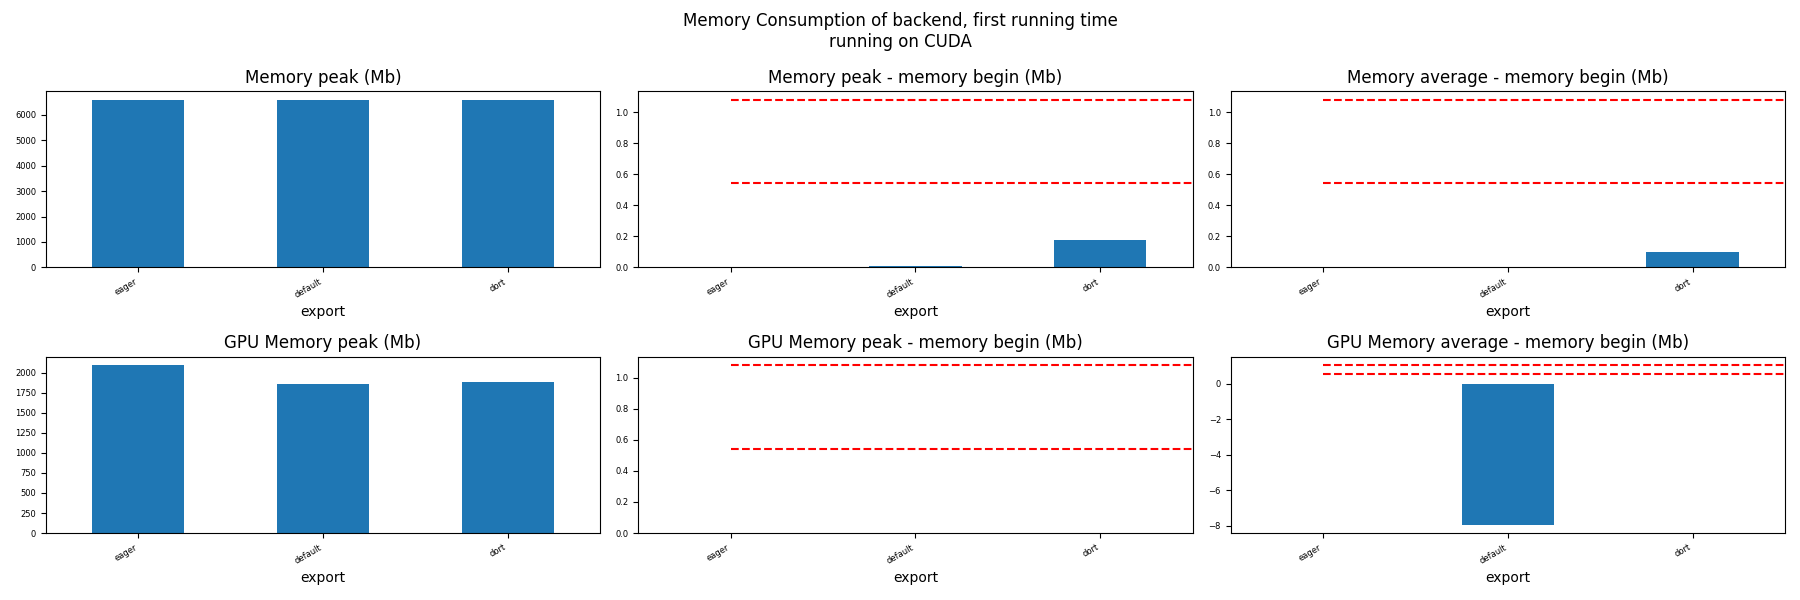 Memory Consumption of backend, first running time
running on CUDA
Memory peak (Mb)
6000
5000
4000
3000
2000
1000
0
eager
default
dort
export
Memory peak - memory begin (Mb)
1.0
0.8
0.6
0.4
0.2
0.0
eager
default
dort
export
Memory average - memory begin (Mb)
1.0
0.8
0.6
0.4
0.2
0.0
eager
default
dort
export
GPU Memory peak (Mb)
2000
1750
1500
1250
1000
750
500
250
0
eager
default
dort
export
GPU Memory peak - memory begin (Mb)
1.0
0.8
0.6
0.4
0.2
0.0
eager
default
dort
export
GPU Memory average - memory begin (Mb)
0
−2
−4
−6
−8
eager
default
dort
export